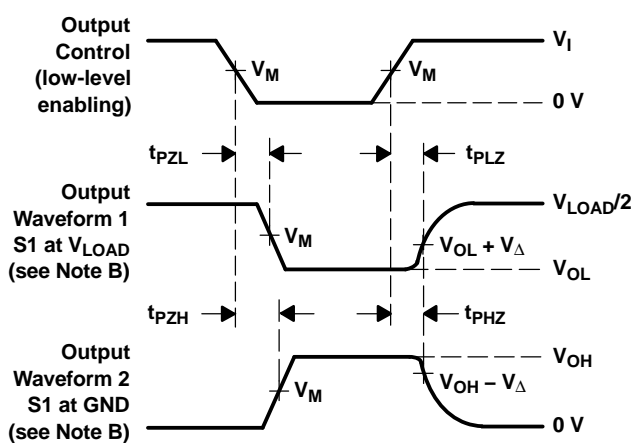 Output
Control
(low-level
enabling)
V_M
V_M
V_I
0 V
t_PZL
t_PLZ
Output
Waveform 1
S1 at V_LOAD
(see Note B)
V_M
V_LOAD/2
V_OL + V_Δ
V_OL
t_PZH
t_PHZ
Output
Waveform 2
S1 at GND
(see Note B)
V_M
V_OH
V_OH − V_Δ
0 V